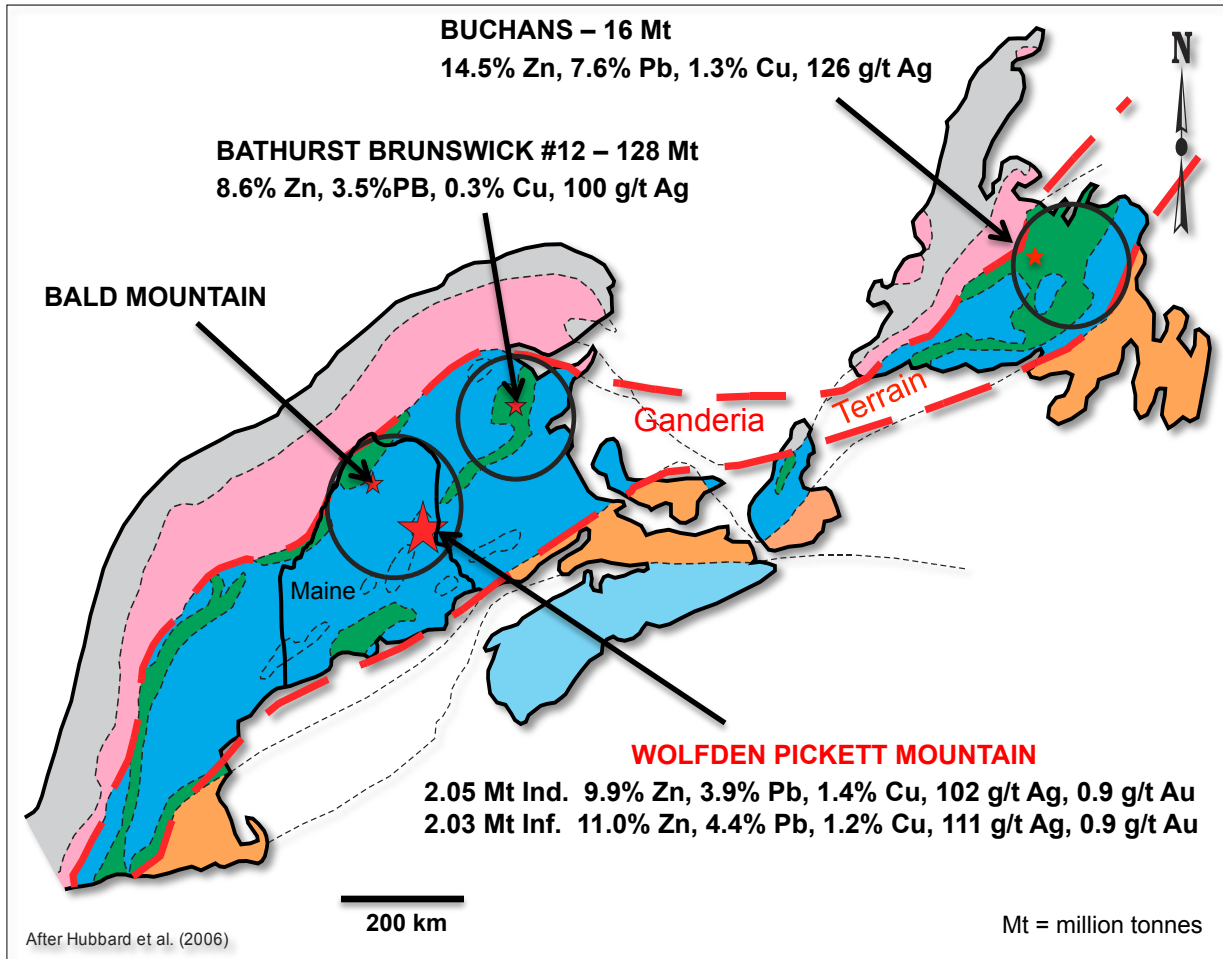 BUCHANS – 16 Mt
14.5% Zn, 7.6% Pb, 1.3% Cu, 126 g/t Ag
N
BATHURST BRUNSWICK #12 – 128 Mt
8.6% Zn, 3.5%PB, 0.3% Cu, 100 g/t Ag
BALD MOUNTAIN
Ganderia
Terrain
Maine
WOLFDEN PICKETT MOUNTAIN
2.05 Mt Ind. 9.9% Zn, 3.9% Pb, 1.4% Cu, 102 g/t Ag, 0.9 g/t Au
2.03 Mt Inf. 11.0% Zn, 4.4% Pb, 1.2% Cu, 111 g/t Ag, 0.9 g/t Au
200 km
After Hubbard et al. (2006)
Mt = million tonnes